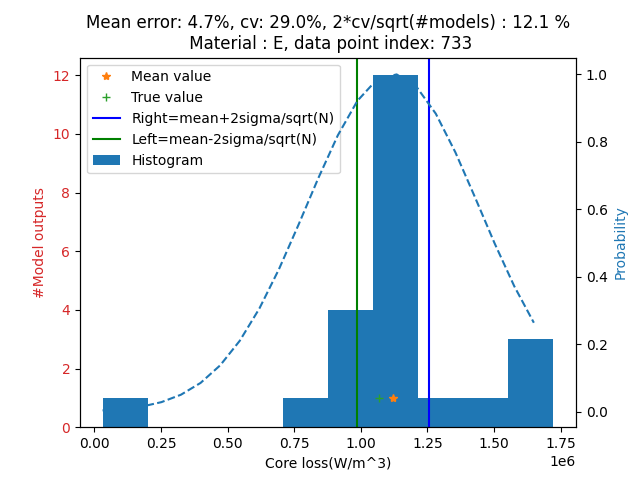 Mean error: 4.7%, cv: 29.0%, 2*cv/sqrt(#models) : 12.1 %
Material : E, data point index: 733
Mean value
True value
Right=mean+2sigma/sqrt(N)
Left=mean-2sigma/sqrt(N)
Histogram
12
10
8
6
4
2
0
#Model outputs
1.0
0.8
0.6
0.4
0.2
0.0
Probability
0.00 0.25 0.50 0.75 1.00 1.25 1.50 1.75
1e6
Core loss(W/m^3)